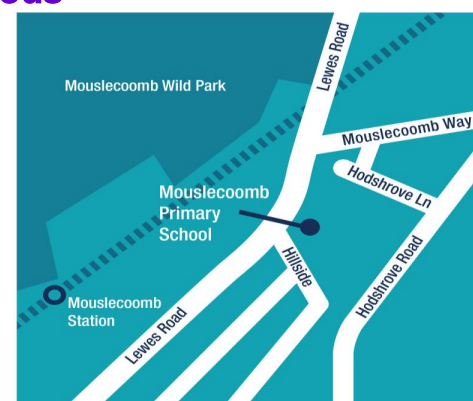 Lewes Road
Mouslecoomb Wild Park
Mouslecoomb Way
Hodshrove Ln
Mouslecoomb
Primary
School
Hillside
Hodshrove Road
Mouslecoomb
Station
Lewes Road